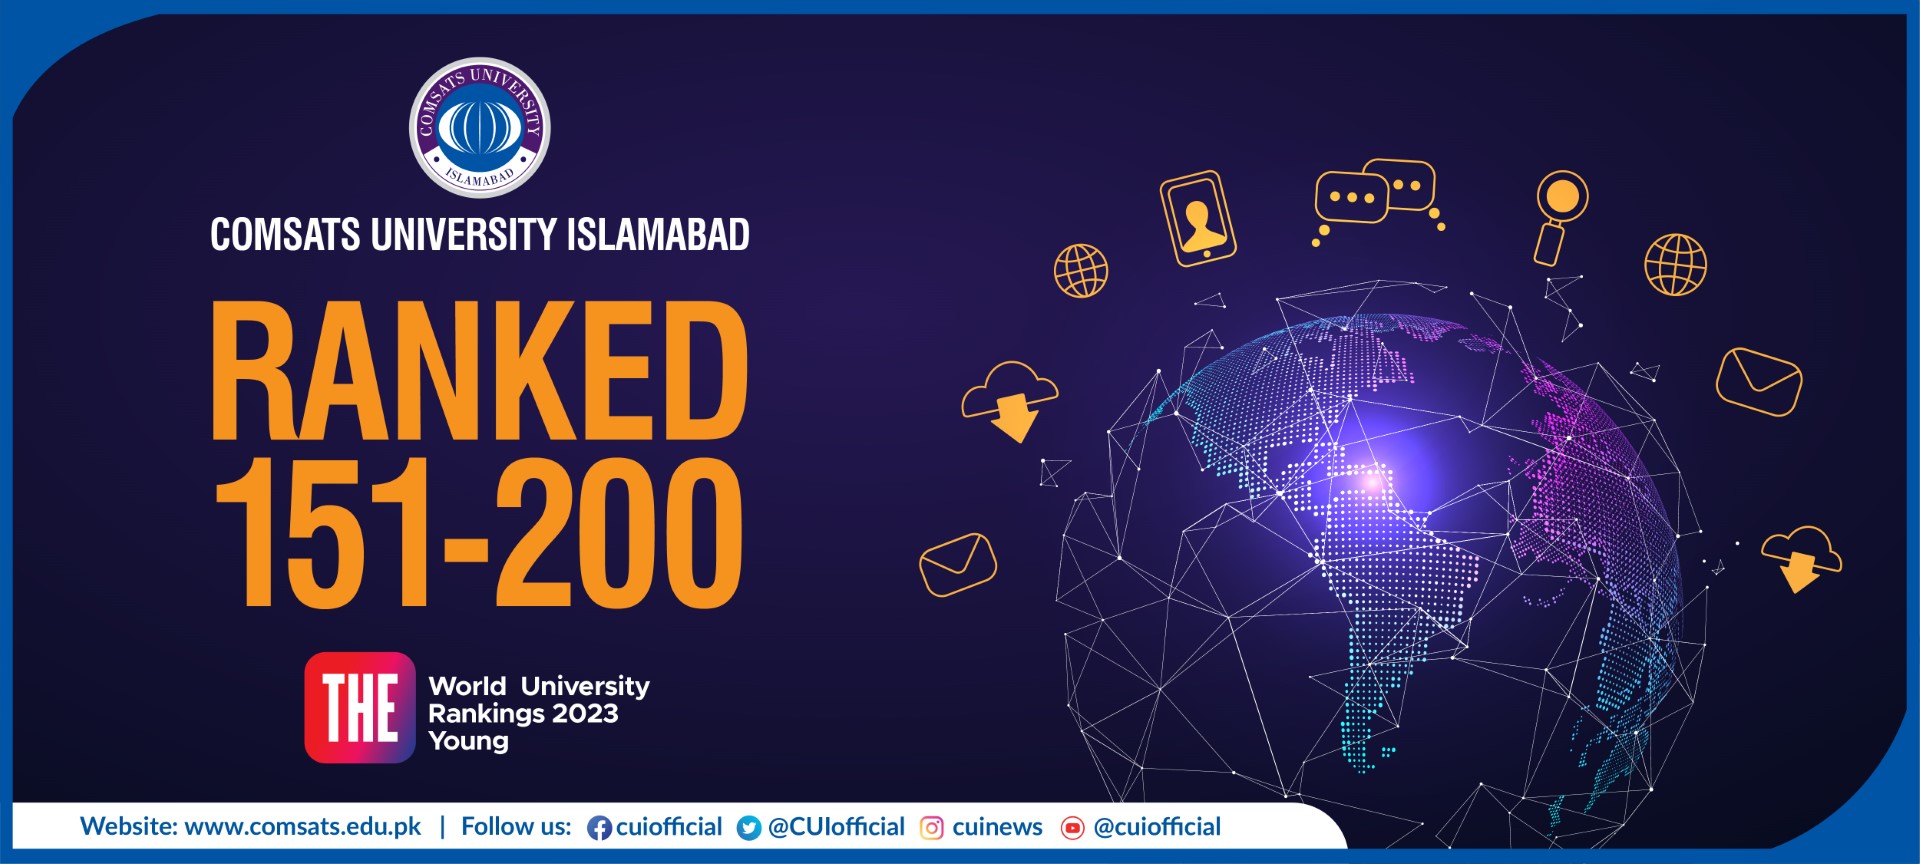 COMSATS UNIVERSITY
ISLAMABAD
COMSATS UNIVERSITY ISLAMABAD
RANKED
151-200
THE
World University
Rankings 2023
Young
Website: www.comsats.edu.pk | Follow us: cuiofficial @CUIofficial cuinews @cuiofficial